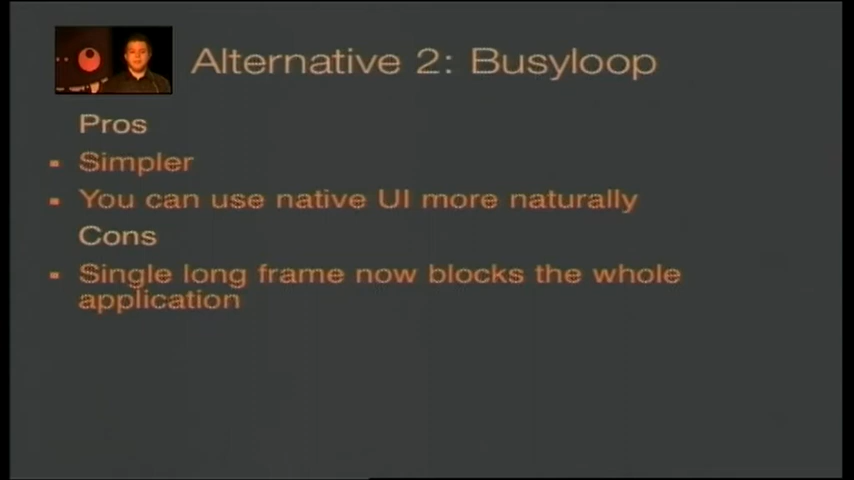 Alternative 2: Busyloop
Pros
Simpler
You can use native UI more naturally
Cons
Single long frame now blocks the whole
application